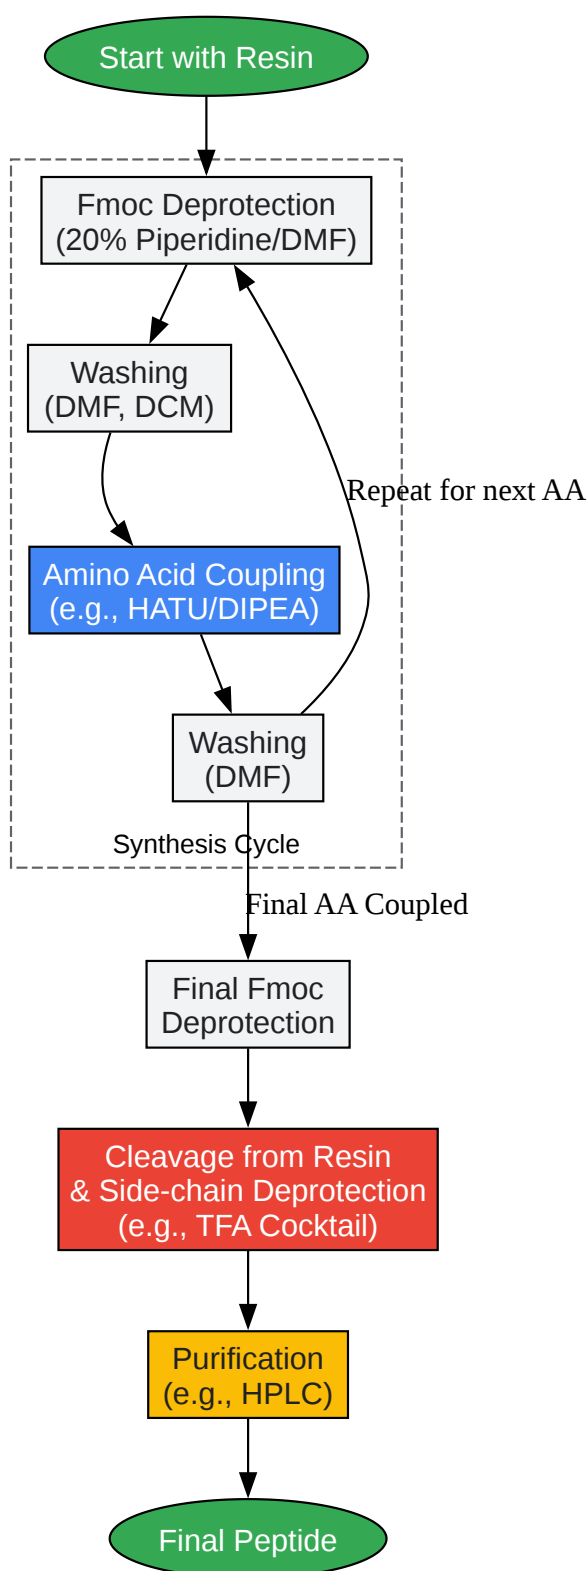 Start with Resin
Fmoc Deprotection
(20% Piperidine/DMF)
Washing
(DMF, DCM)
Repeat for next AA
Amino Acid Coupling
(e.g., HATU/DIPEA)
Washing
(DMF)
Synthesis Cycle
Final AA Coupled
Final Fmoc
Deprotection
Cleavage from Resin
& Side-chain Deprotection
(e.g., TFA Cocktail)
Purification
(e.g., HPLC)
Final Peptide